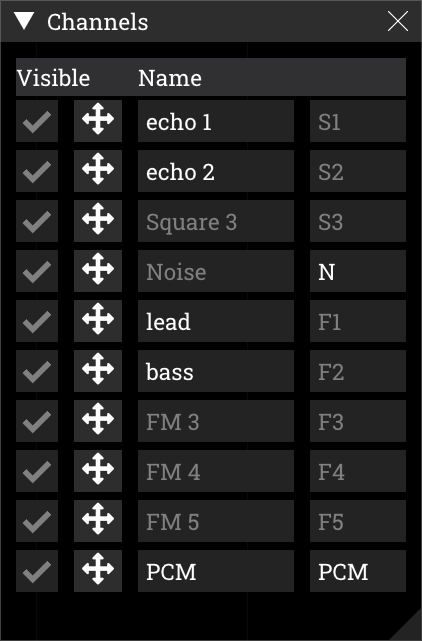 Channels
Visible Name
echo 1 S1
echo 2 S2
Square 3 S3
Noise N
lead F1
bass F2
FM 3 F3
FM 4 F4
FM 5 F5
PCM PCM